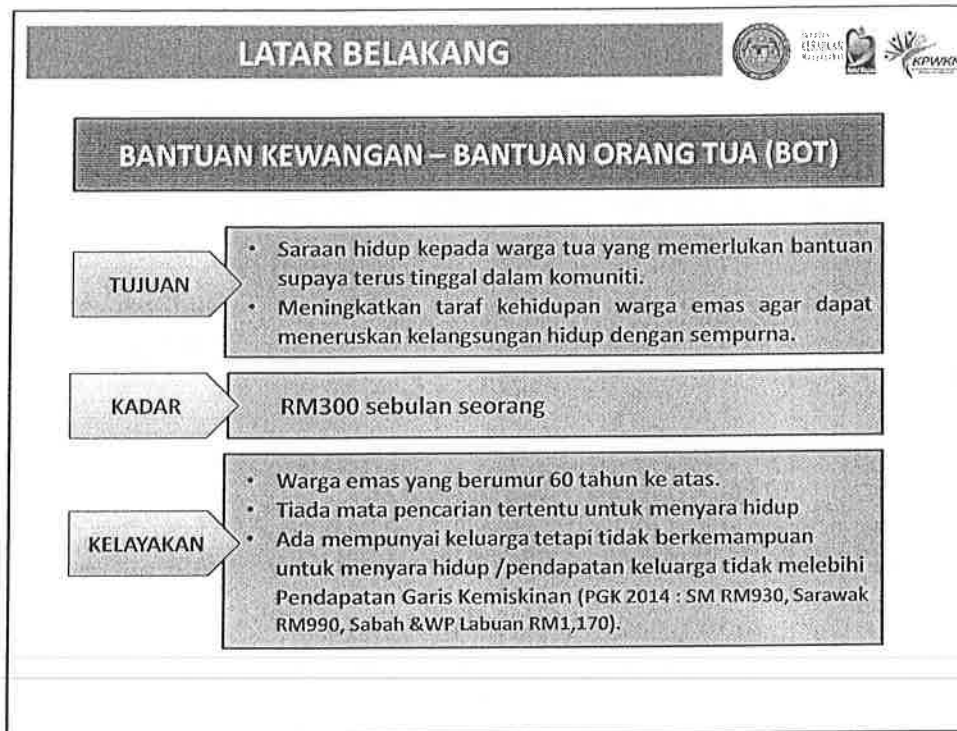 LATAR BELAKANG
KPWKM
BANTUAN KEWANGAN – BANTUAN ORANG TUA (BOT)
TUJUAN
• Saraan hidup kepada warga tua yang memerlukan bantuan
supaya terus tinggal dalam komuniti.
• Meningkatkan taraf kehidupan warga emas agar dapat
meneruskan kelangsungan hidup dengan sempurna.
KADAR
RM300 sebulan seorang
KELAYAKAN
• Warga emas yang berumur 60 tahun ke atas.
• Tiada mata pencarian tertentu untuk menyara hidup
• Ada mempunyai keluarga tetapi tidak berkemampuan
untuk menyara hidup /pendapatan keluarga tidak melebihi
Pendapatan Garis Kemiskinan (PGK 2014 : SM RM930, Sarawak
RM990, Sabah &WP Labuan RM1,170).